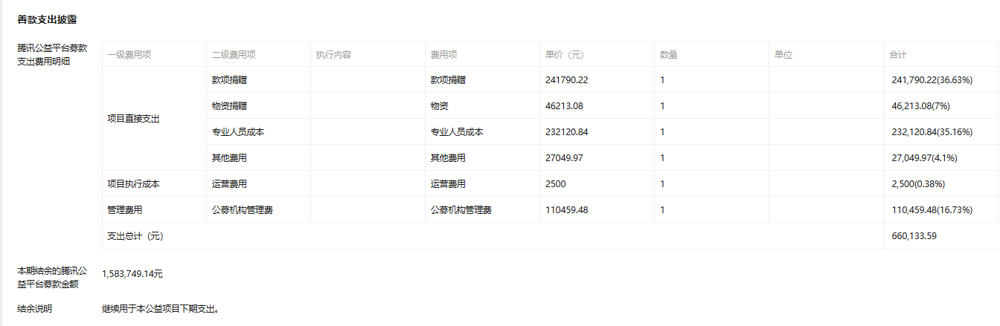 善款支出披露
腾讯公益平台募款
支出费用明细
一级费用项 二级费用项 执行内容 费用项 单价（元） 数量 单位 合计
项目直接支出
款项捐赠 款项捐赠 241790.22 1 241,790.22(36.63%)
物资捐赠 物资 46213.08 1 46,213.08(7%)
专业人员成本 专业人员成本 232120.84 1 232,120.84(35.16%)
其他费用 其他费用 27049.97 1 27,049.97(4.1%)
项目执行成本 运营费用 运营费用 2500 1 2,500(0.38%)
管理费用 公募机构管理费 公募机构管理费 110459.48 1 110,459.48(16.73%)
支出总计（元） 660,133.59
本期结余的腾讯公
益平台募款金额
1,583,749.14元
结余说明 继续用于本公益项目下期支出。